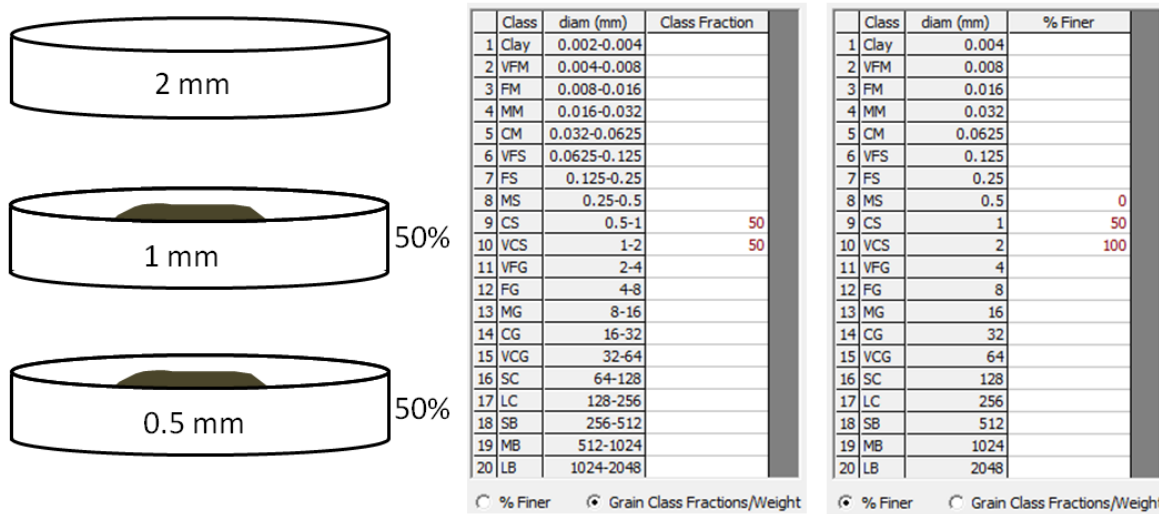 2 mm
1 mm
50%
0.5 mm
50%
Class diam (mm) Class Fraction
1 Clay 0.002-0.004
2 VFM 0.004-0.008
3 FM 0.008-0.016
4 MM 0.016-0.032
5 CM 0.032-0.0625
6 VFS 0.0625-0.125
7 FS 0.125-0.25
8 MS 0.25-0.5
9 CS 0.5-1 50
10 VCS 1-2 50
11 VFG 2-4
12 FG 4-8
13 MG 8-16
14 CG 16-32
15 VCG 32-64
16 SC 64-128
17 LC 128-256
18 SB 256-512
19 MB 512-1024
20 LB 1024-2048
% Finer Grain Class Fractions/Weight
Class diam (mm) % Finer
1 Clay 0.004
2 VFM 0.008
3 FM 0.016
4 MM 0.032
5 CM 0.0625
6 VFS 0.125
7 FS 0.25
8 MS 0.5 0
9 CS 1 50
10 VCS 2 100
11 VFG 4
12 FG 8
13 MG 16
14 CG 32
15 VCG 64
16 SC 128
17 LC 256
18 SB 512
19 MB 1024
20 LB 2048
% Finer Grain Class Fractions/Weight